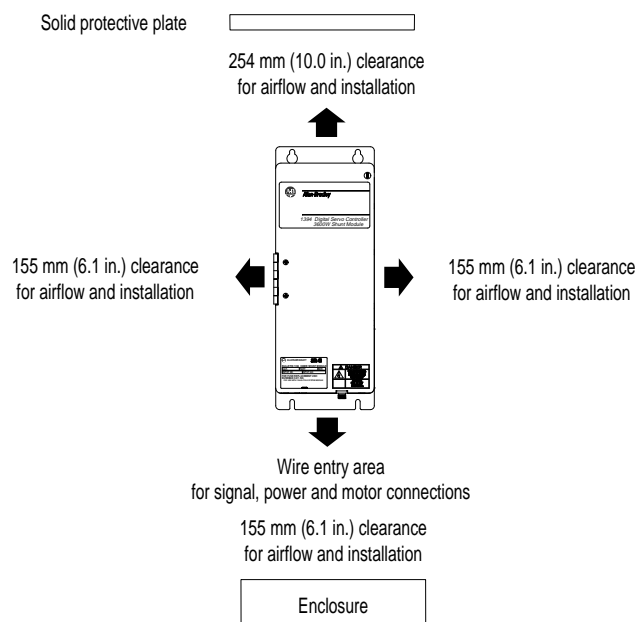 Solid protective plate
254 mm (10.0 in.) clearance
for airflow and installation
Allen-Bradley
1394 Digital Servo Controller
3600W Shunt Module
155 mm (6.1 in.) clearance
for airflow and installation
155 mm (6.1 in.) clearance
for airflow and installation
Wire entry area
for signal, power and motor connections
155 mm (6.1 in.) clearance
for airflow and installation
Enclosure